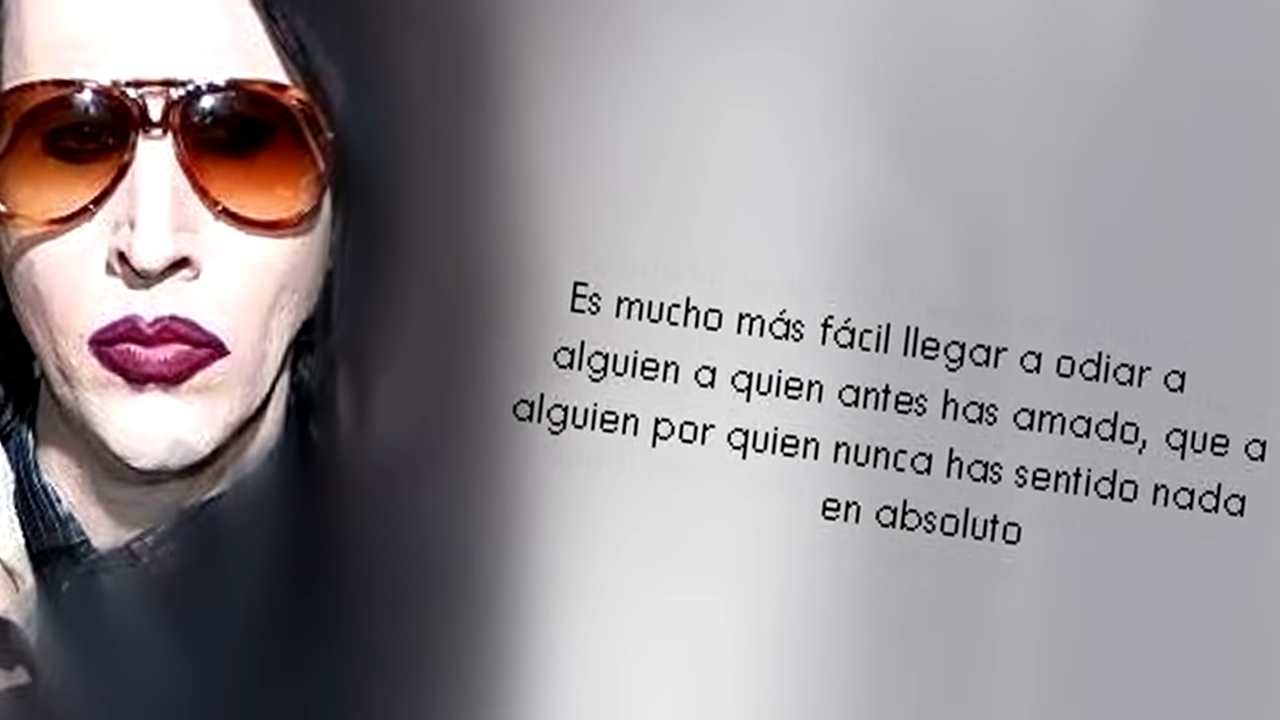 Es mucho más fácil llegar a odiar a
alguien a quien antes has amado, que a
alguien por quien nunca has sentido nada
en absoluto